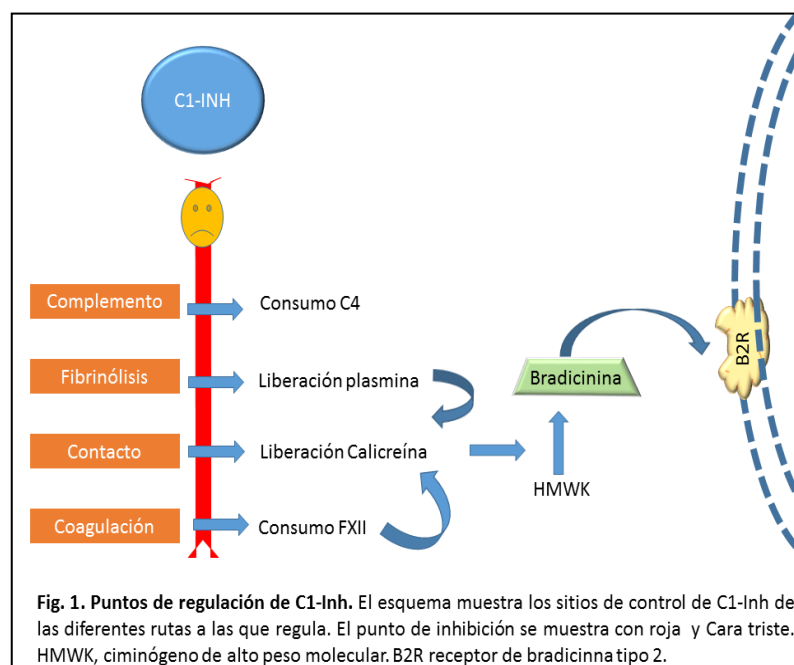 C1-INH
Complemento
Consumo C4
Fibrinólisis
Liberación plasmina
Bradicinina
B2R
Contacto
Liberación Calicreína
HMWK
Coagulación
Consumo FXII
Fig. 1. Puntos de regulación de C1-Inh. El esquema muestra los sitios de control de C1-Inh de
las diferentes rutas a las que regula. El punto de inhibición se muestra con roja y Cara triste.
HMWK, ciminógeno de alto peso molecular. B2R receptor de bradicinna tipo 2.